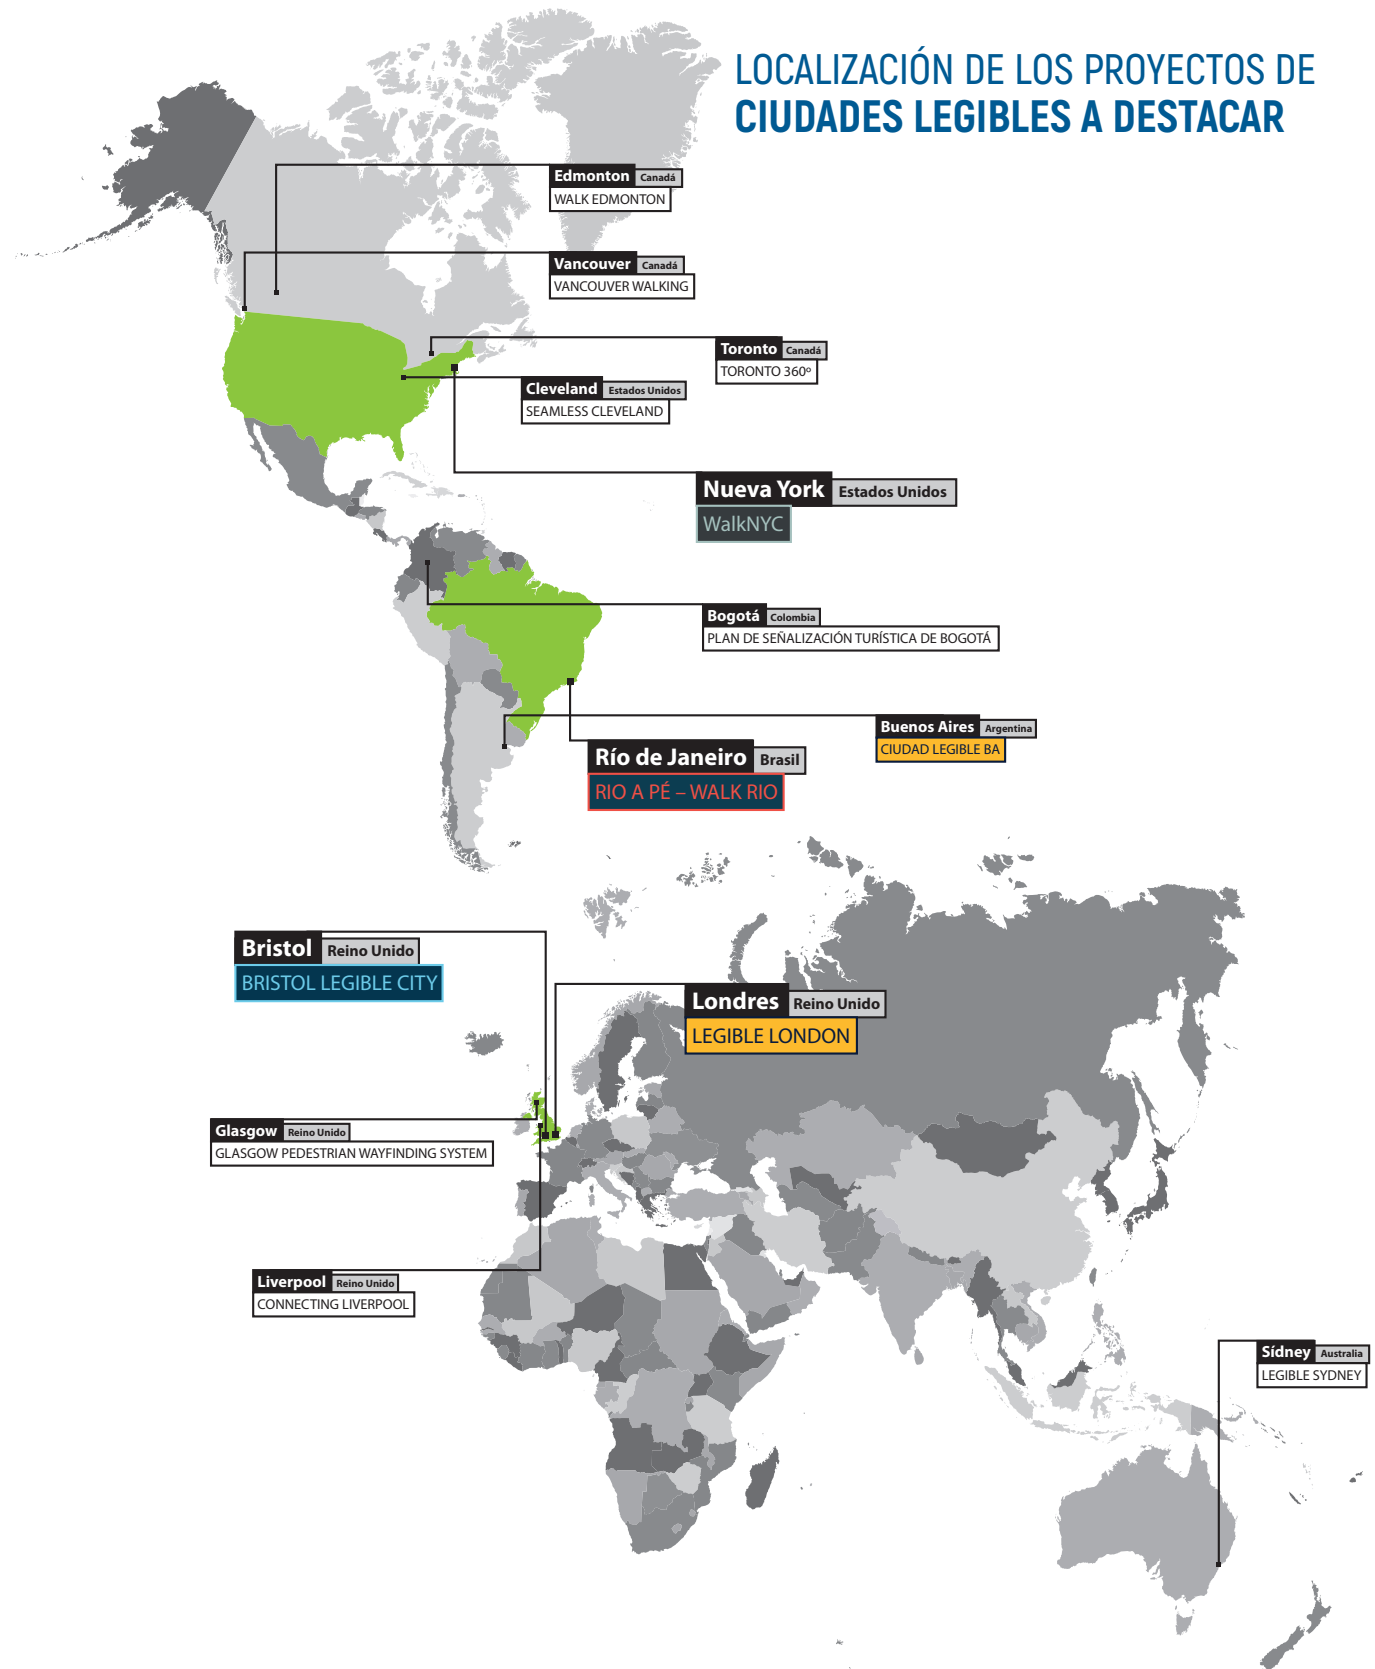 LOCALIZACIÓN DE LOS PROYECTOS DE
CIUDADES LEGIBLES A DESTACAR
Edmonton Canadá
WALK EDMONTON
Vancouver Canadá
VANCOUVER WALKING
Toronto Canadá
TORONTO 360º
Cleveland Estados Unidos
SEAMLESS CLEVELAND
Nueva York Estados Unidos
WalkNYC
Bogotá Colombia
PLAN DE SEÑALIZACIÓN TURÍSTICA DE BOGOTÁ
Buenos Aires Argentina
CIUDAD LEGIBLE BA
Río de Janeiro Brasil
RIO A PÉ – WALK RIO
Bristol Reino Unido
BRISTOL LEGIBLE CITY
Londres Reino Unido
LEGIBLE LONDON
Glasgow Reino Unido
GLASGOW PEDESTRIAN WAYFINDING SYSTEM
Liverpool Reino Unido
CONNECTING LIVERPOOL
Sídney Australia
LEGIBLE SYDNEY